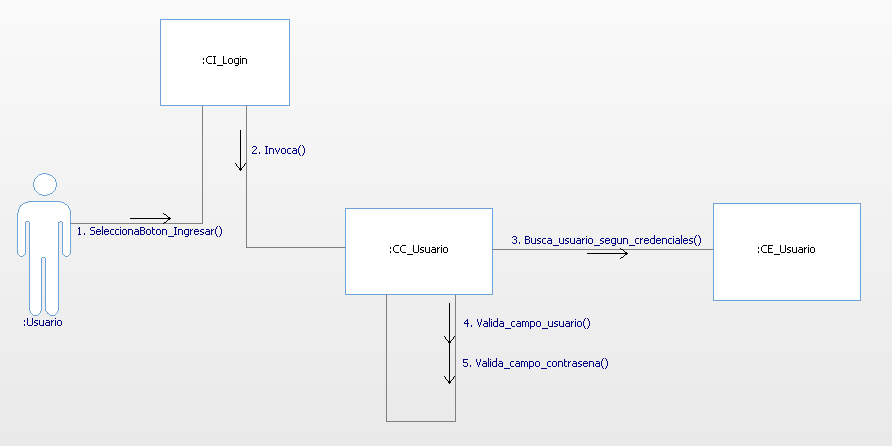 :CI_Login
2. Invoca()
1. SeleccionaBoton_Ingresar()
:Usuario
:CC_Usuario
3. Busca_usuario_segun_credenciales()
:CE_Usuario
4. Valida_campo_usuario()
5. Valida_campo_contrasena()